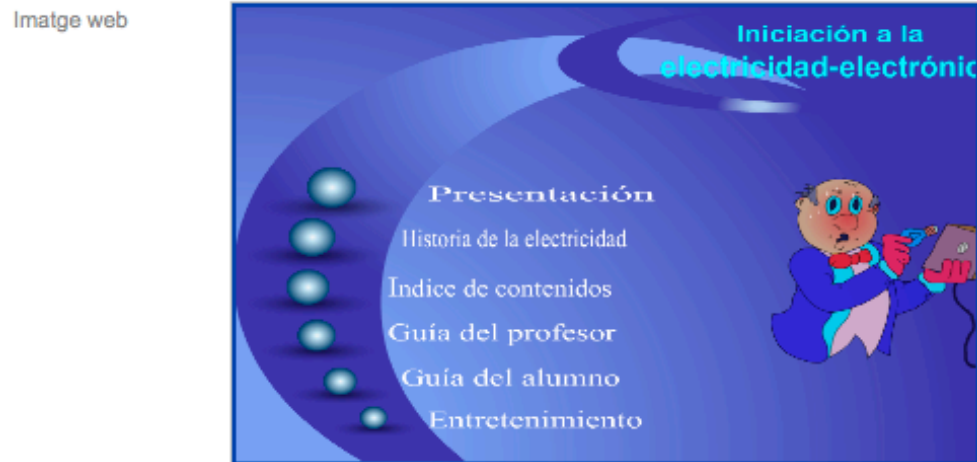 Imatge web
Iniciación a la
electricidad-electrónic
Presentación
Historia de la electricidad
Indice de contenidos
Guía del profesor
Guía del alumno
Entretenimiento